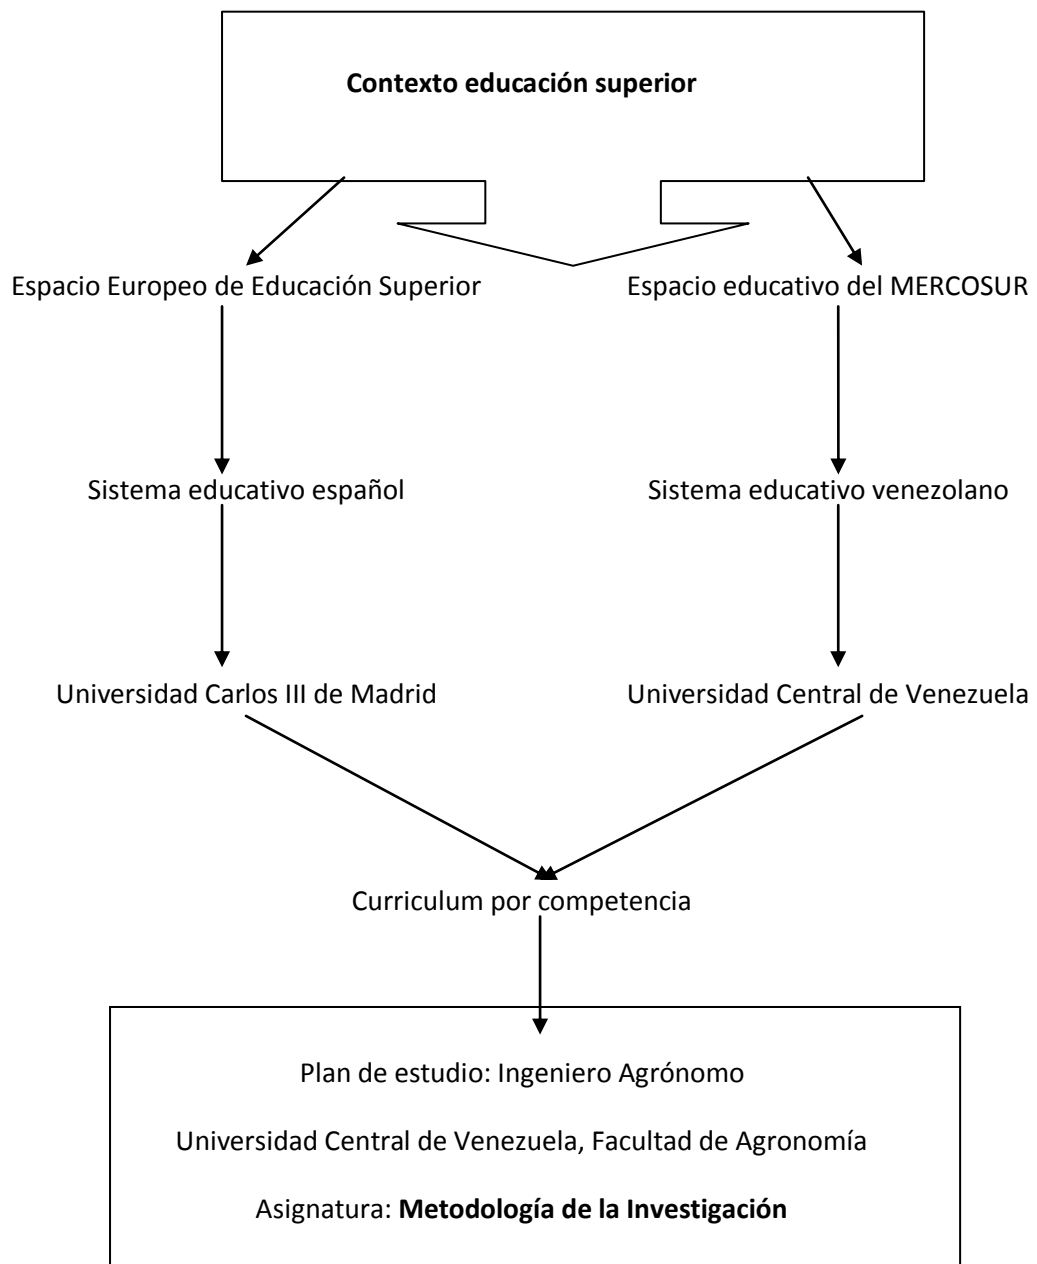 Contexto educación superior
Espacio Europeo de Educación Superior
Espacio educativo del MERCOSUR
Sistema educativo español
Sistema educativo venezolano
Universidad Carlos III de Madrid
Universidad Central de Venezuela
Curriculum por competencia
Plan de estudio: Ingeniero Agrónomo
Universidad Central de Venezuela, Facultad de Agronomía
Asignatura: Metodología de la Investigación